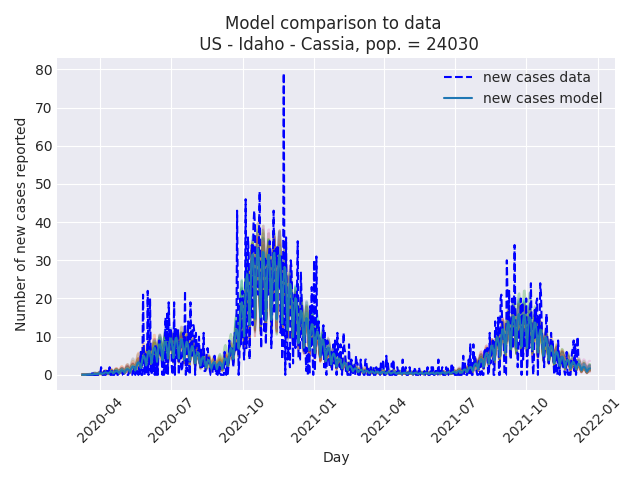 Model comparison to data
US - Idaho - Cassia, pop. = 24030
new cases data
new cases model
Number of new cases reported
80
70
60
50
40
30
20
10
0
2020-04
2020-07
2020-10
2021-01
2021-04
2021-07
2021-10
2022-01
Day